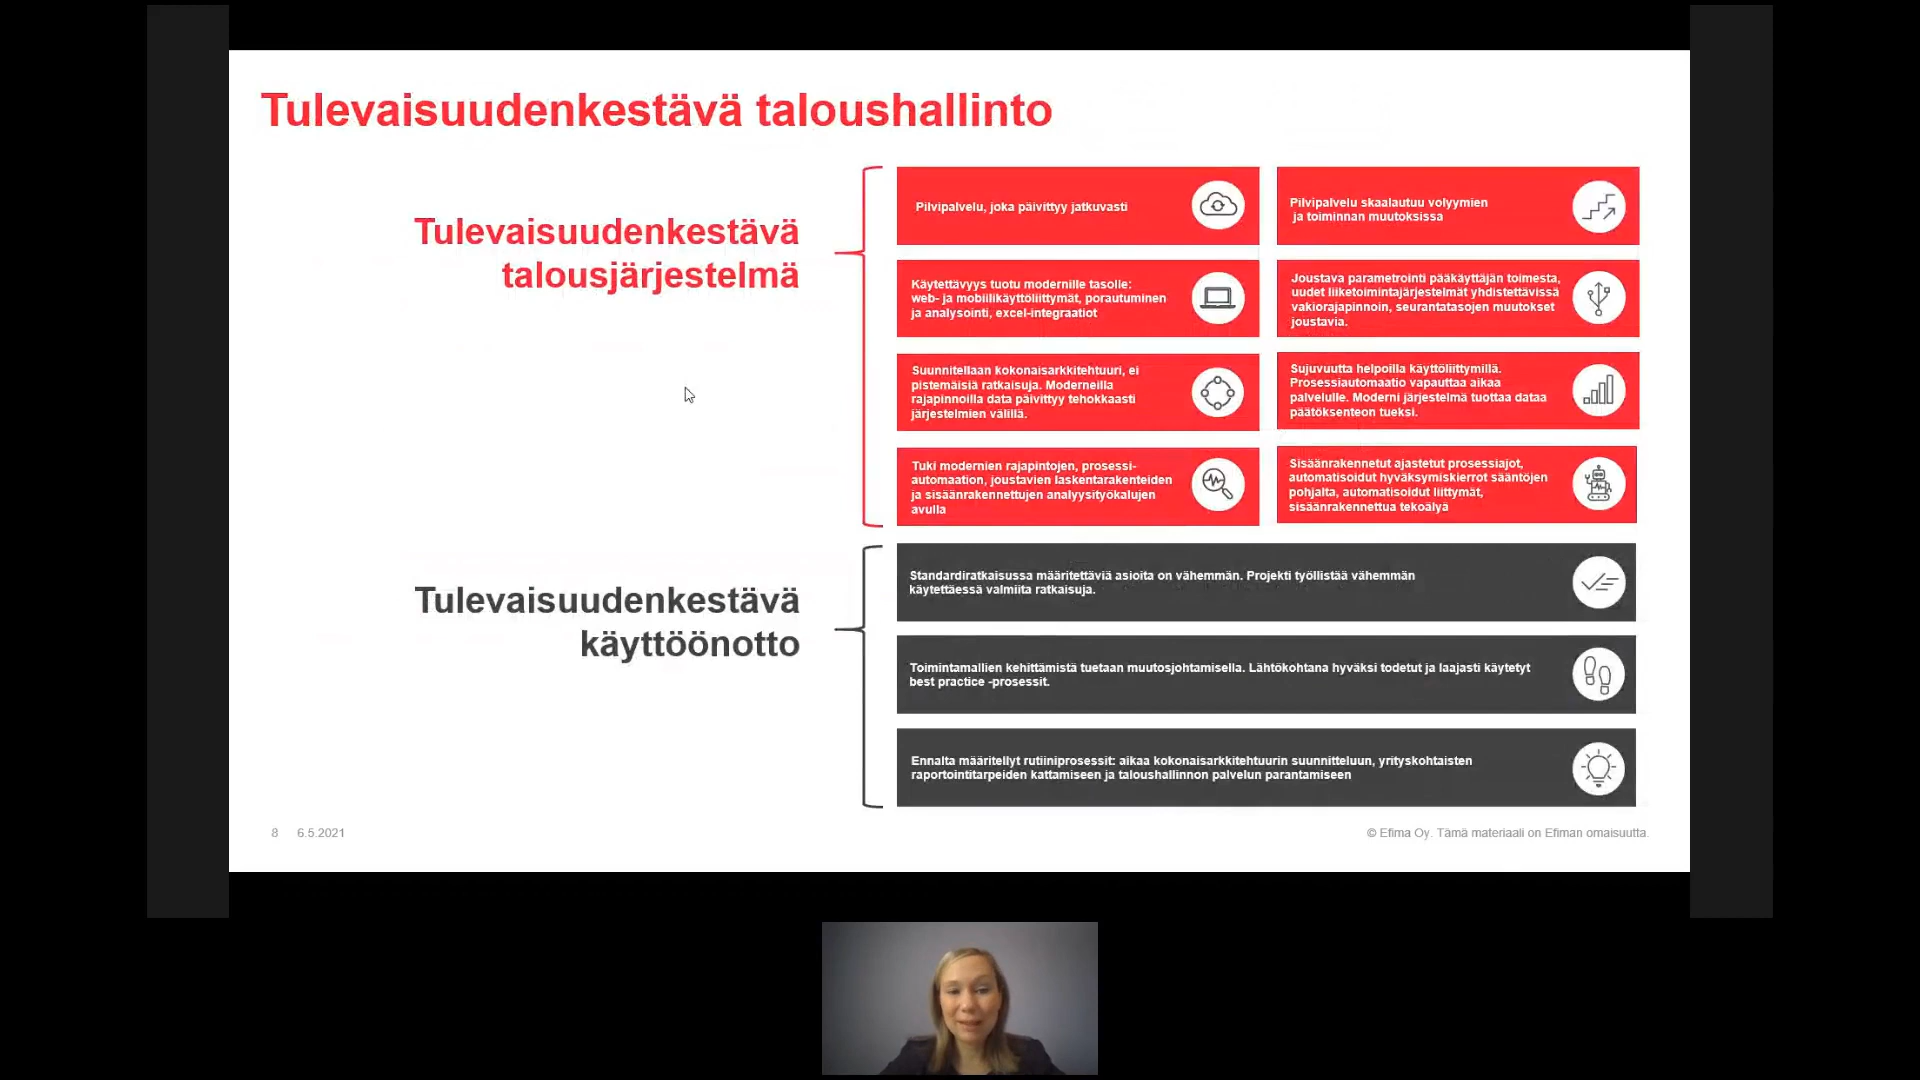 Tulevaisuudenkestävä taloushallinto
Tulevaisuudenkestävä
talousjärjestelmä
Pilvipalvelu, joka päivittyy jatkuvasti
Pilvipalvelu skaalautuu volyymien
ja toiminnan muutoksissa
Käytettävyys tuotu modernille tasolle:
web- ja mobiilikäyttöliittymät, porautuminen
ja analysointi, excel-integraatiot
Joustava parametrointi pääkäyttäjän toimesta,
uudet liiketoimintajärjestelmät yhdistettävissä
vakiorajapinnoin, seurantatasojen muutokset
joustavia.
Suunnitellaan kokonaisarkkitehtuuri, ei
pistemäisiä ratkaisuja. Moderneilla
rajapinnoilla data päivittyy tehokkaasti
järjestelmien välillä.
Sujuvuutta helpoilla käyttöliittymillä.
Prosessiautomaatio vapauttaa aikaa
palvelulle. Moderni järjestelmä tuottaa dataa
päätöksenteon tueksi.
Tuki modernien rajapintojen, prosessi-
automaation, joustavien laskentarakenteiden
ja sisäänrakennettujen analyysityökalujen
avulla
Sisäänrakennetut ajastetut prosessiajot,
automatisoidut hyväksymiskierrot sääntöjen
pohjalta, automatisoidut liittymät,
sisäänrakennettua tekoälyä
Tulevaisuudenkestävä
käyttöönotto
Standardiratkaisussa määritettäviä asioita on vähemmän. Projekti työllistää vähemmän
käytettäessä valmiita ratkaisuja.
Toimintamallien kehittämistä tuetaan muutosjohtamisella. Lähtökohtana hyväksi todetut ja laajasti käytetyt
best practice -prosessit.
Ennalta määritellyt rutiiniprosessit: aikaa kokonaisarkkitehtuurin suunnitteluun, yrityskohtaisten
raportointitarpeiden kattamiseen ja taloushallinnon palvelun parantamiseen
8 6.5.2021
© Efima Oy. Tämä materiaali on Efiman omaisuutta.